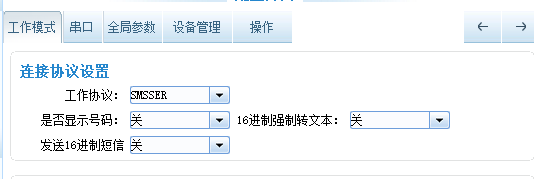 工作模式 串口 全局参数 设备管理 操作 ← →
连接协议设置
工作协议： SMSSER
是否显示号码： 关 16进制强制转文本： 关
发送16进制短信 关